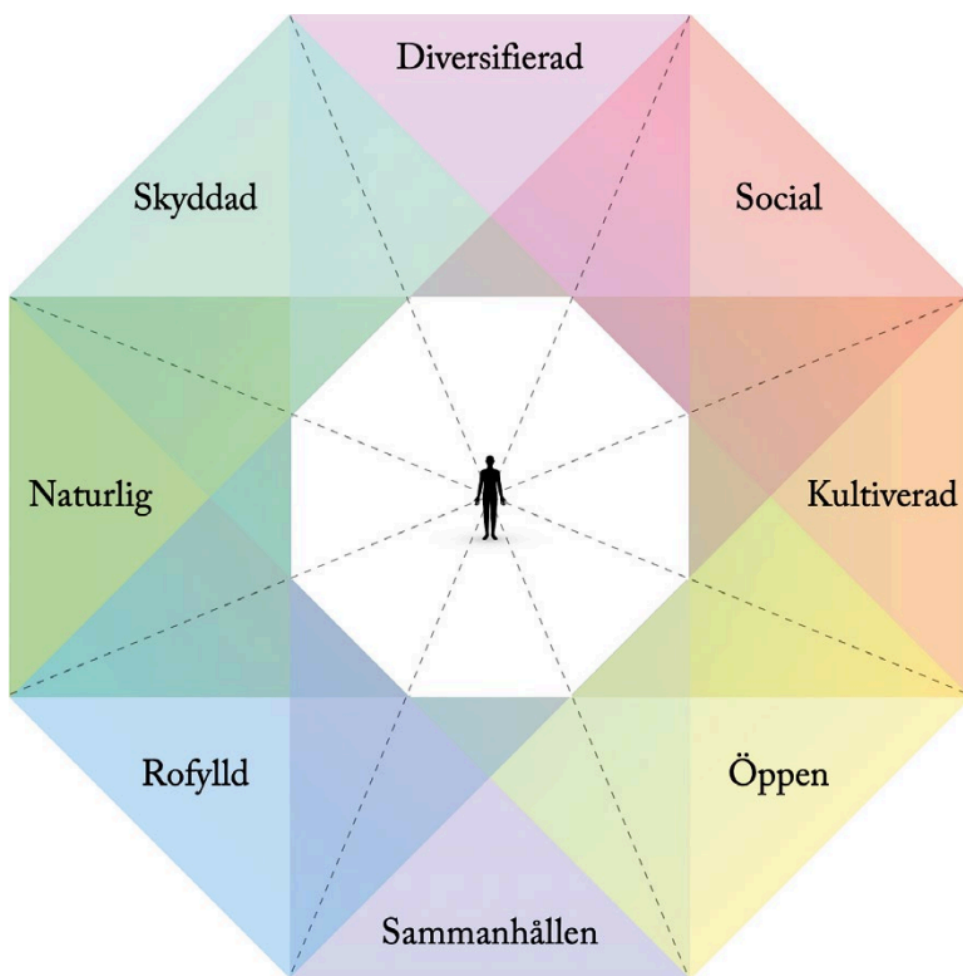 Diversifierad
Skyddad
Social
Naturlig
Kultiverad
Rofylld
Öppen
Sammanhållen